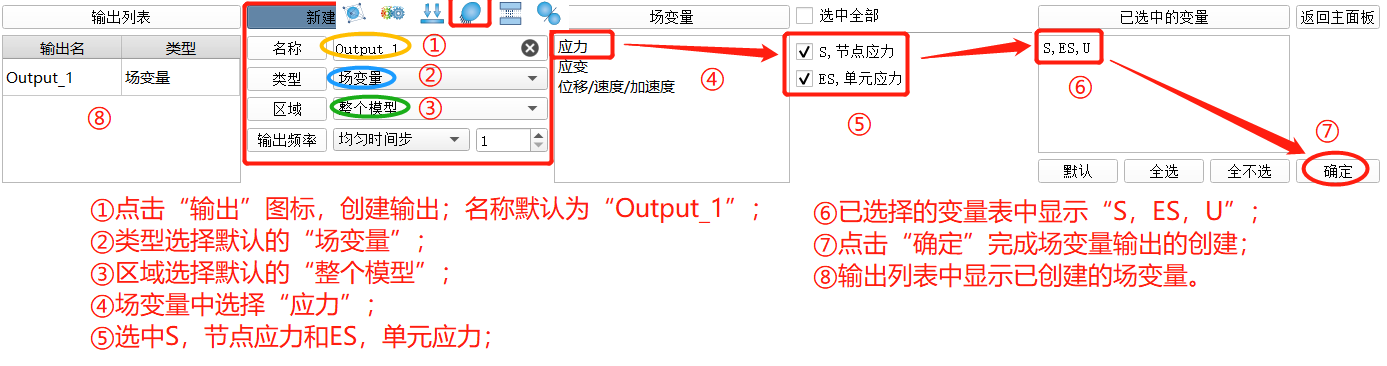 输出列表
输出名 类型
Output_1 场变量
⑧
新建
名称 Output_1 ①
类型 场变量 ②
区域 整个模型 ③
输出频率 均匀时间步 1
场变量
应力
应变
位移/速度/加速度
④
选中全部
S,节点应力
ES,单元应力
⑤
已选中的变量
S,ES,U
⑥
默认 全选 全不选 确定
返回主面板
⑦
①点击“输出”图标，创建输出；名称默认为“Output_1”；
②类型选择默认的“场变量”；
③区域选择默认的“整个模型”；
④场变量中选择“应力”；
⑤选中S，节点应力和ES，单元应力；
⑥已选择的变量表中显示“S，ES，U”；
⑦点击“确定”完成场变量输出的创建；
⑧输出列表中显示已创建的场变量。